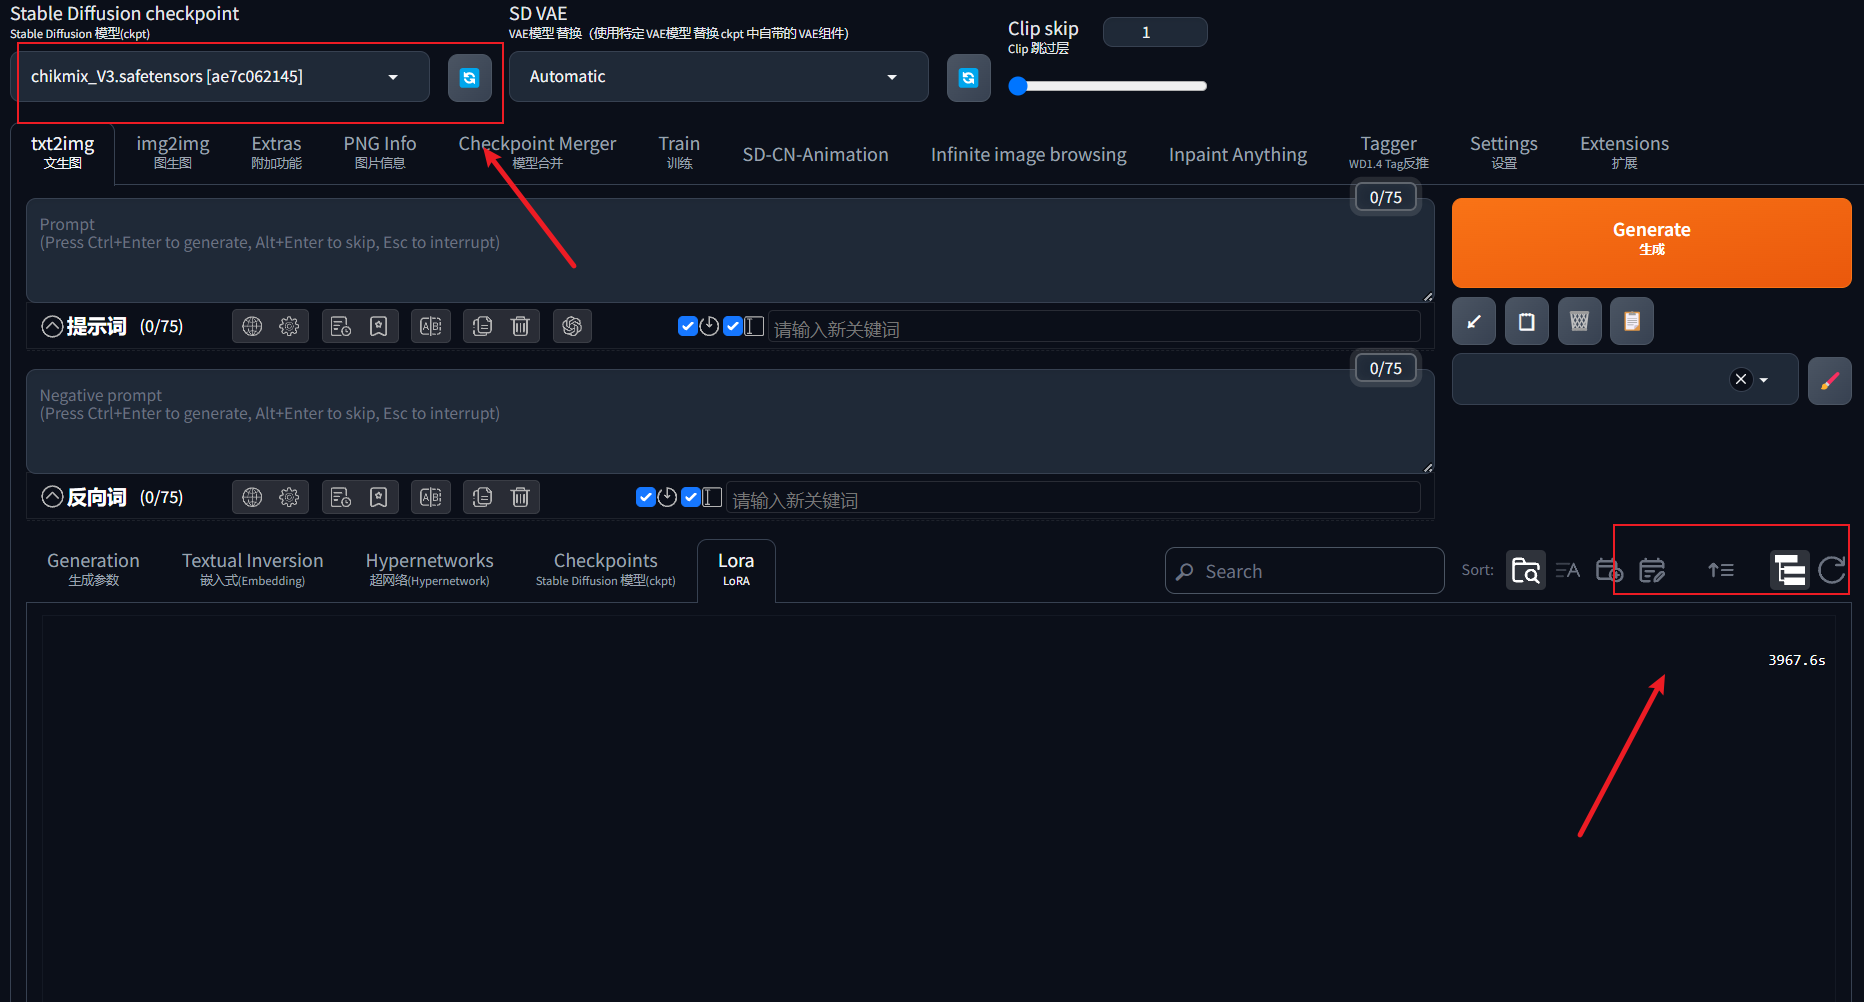 Stable Diffusion checkpoint
Stable Diffusion 模型(ckpt)
chikmix_V3.safetensors [ae7c062145]
SD VAE
VAE模型 替换（使用特定 VAE模型 替换 ckpt 中自带的 VAE组件）
Automatic
Clip skip
Clip 跳过层
1
txt2img
文生图
img2img
图生图
Extras
附加功能
PNG Info
图片信息
Checkpoint Merger
模型合并
Train
训练
SD-CN-Animation
Infinite image browsing
Inpaint Anything
Tagger
WD1.4 Tag反推
Settings
设置
Extensions
扩展
0/75
Prompt
(Press Ctrl+Enter to generate, Alt+Enter to skip, Esc to interrupt)
Generate
生成
提示词 (0/75)
请输入新关键词
0/75
Negative prompt
(Press Ctrl+Enter to generate, Alt+Enter to skip, Esc to interrupt)
反向词 (0/75)
请输入新关键词
Generation
生成参数
Textual Inversion
嵌入式(Embedding)
Hypernetworks
超网络(Hypernetwork)
Checkpoints
Stable Diffusion 模型(ckpt)
Lora
LoRA
Search
Sort:
3967.6s